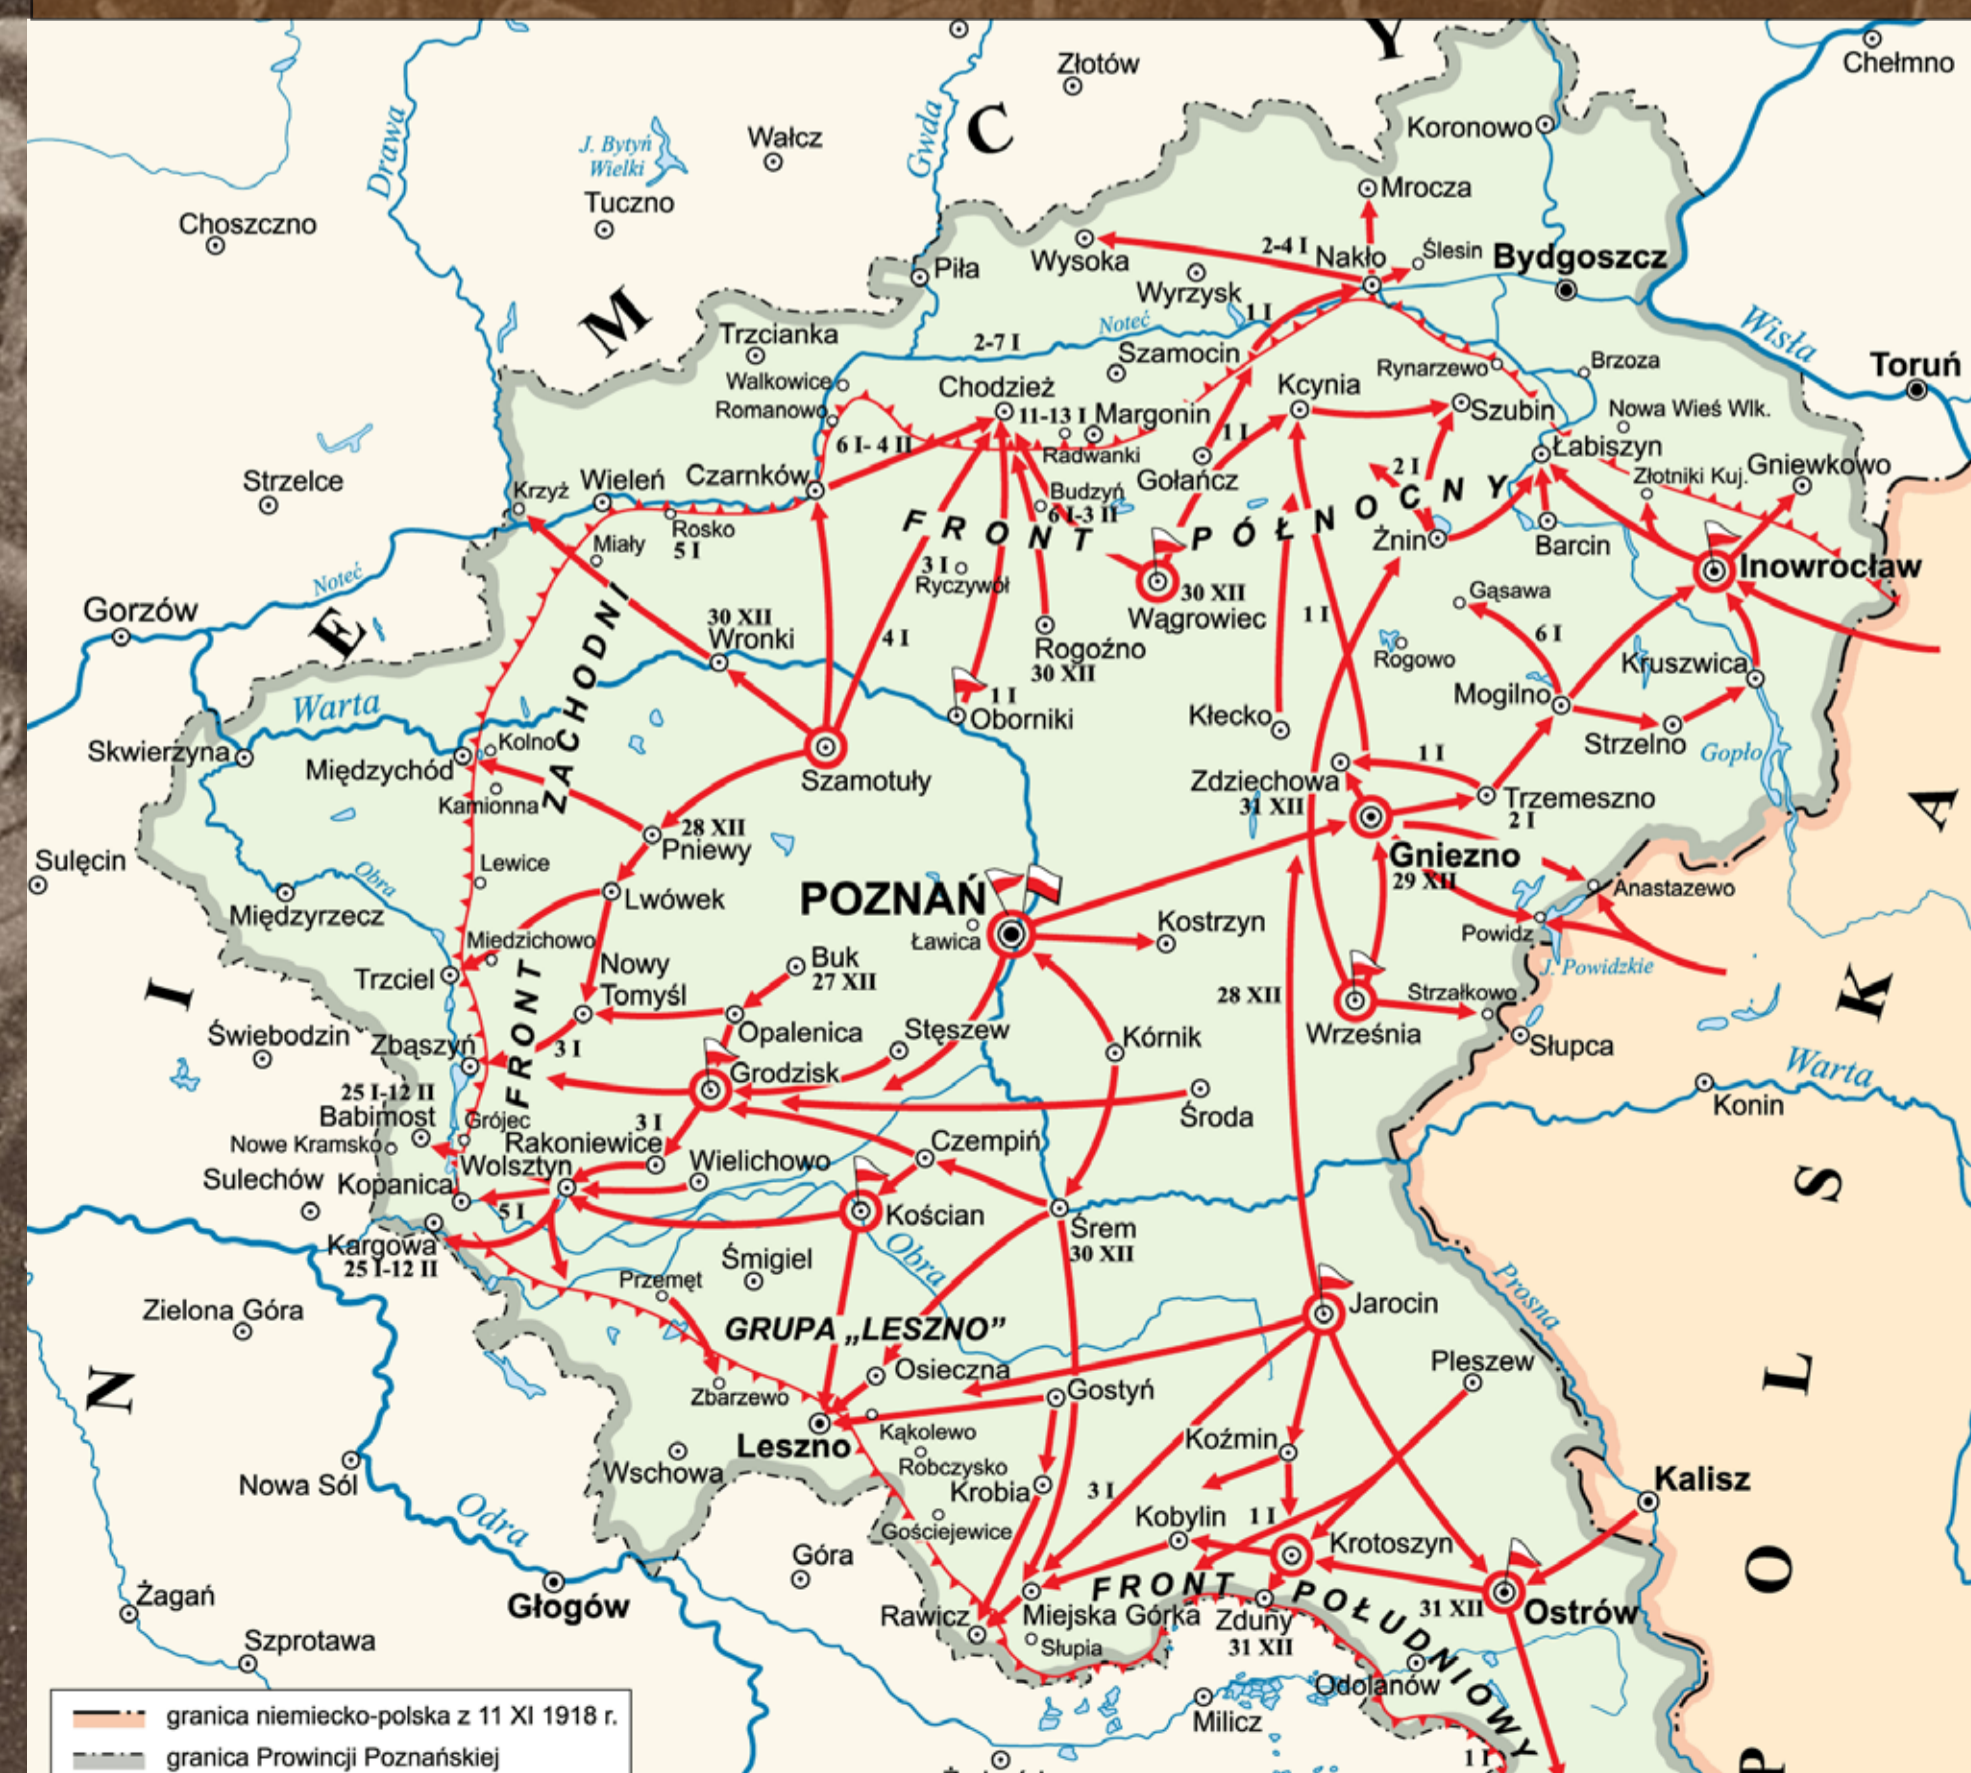 Y
Chełmno
Złotów
C
Koronowo
Drawa
Gwda
J. Bytyń
Wielki
Wałcz
Mrocza
Tuczno
Choszczno
2-4 I
Nakło
Ślesin
Bydgoszcz
Wysoka
Piła
Wyrzysk
M
1 I
Noteć
Wisła
Trzcianka
2-7 I
Szamocin
Toruń
Rynarzewo
Brzoza
Walkowice
Chodzież
Kcynia
Romanowo
11-13 I
Margonin
Szubin
Nowa Wieś Wlk.
6 I- 4 II
1 I
Radwanki
Łabiszyn
Strzelce
Krzyż
Wieleń
Czarnków
Gołańcz
2 I
Złotniki Kuj.
Gniewkowo
Budzyń
6 I-3 II
FRONT PÓŁNOCNY
Rosko
5 I
Miały
Żnin
Barcin
Noteć
3 I
Ryczywół
Inowrocław
Gorzów
E
30 XII
Wągrowiec
Gąsawa
30 XII
Wronki
4 I
1 I
6 I
Rogoźno
30 XII
Rogowo
Kruszwica
Warta
1 I
Oborniki
Kłecko
Mogilno
FRONT ZACHODNI
Skwierzyna
Kolno
Strzelno
Gopło
Międzychód
Szamotuły
Zdziechowa
31 XII
1 I
Kamionna
Trzemeszno
2 I
A
28 XII
Pniewy
Sulęcin
Lewice
Obra
Gniezno
29 XII
Międzyrzecz
Lwówek
POZNAŃ
Anastazewo
Kostrzyn
Miedzichowo
Ławica
Powidz
Buk
27 XII
Trzciel
Nowy
Tomyśl
J. Powidzkie
I
K
28 XII
Strzałkowo
Świebodzin
Zbąszyń
Opalenica
Stęszew
Kórnik
Września
Słupca
3 I
Grodzisk
Warta
25 I-12 II
Babimost
Grójec
Środa
Konin
3 I
Nowe Kramsko
Rakoniewice
Czempiń
Sulechów
Kopanica
Wolsztyn
Wielichowo
S
5 I
Kościan
Śrem
30 XII
Kargowa
25 I-12 II
Śmigiel
Obra
Przemęt
Prosna
Zielona Góra
Jarocin
GRUPA „LESZNO”
Pleszew
N
Osieczna
L
Zbarzewo
Gostyń
Leszno
Kąkolewo
Koźmin
Wschowa
Robczysko
Nowa Sól
Krobia
3 I
Kalisz
Odra
Gościejewice
Kobylin
1 I
Krotoszyn
Góra
O
Żagań
Głogów
FRONT POŁUDNIOWY
Rawicz
Miejska Górka
Zduny
31 XII
31 XII
Ostrów
Szprotawa
Słupia
Odolanów
Milicz
1 I
P
granica niemiecko-polska z 11 XI 1918 r.
granica Prowincji Poznańskiej